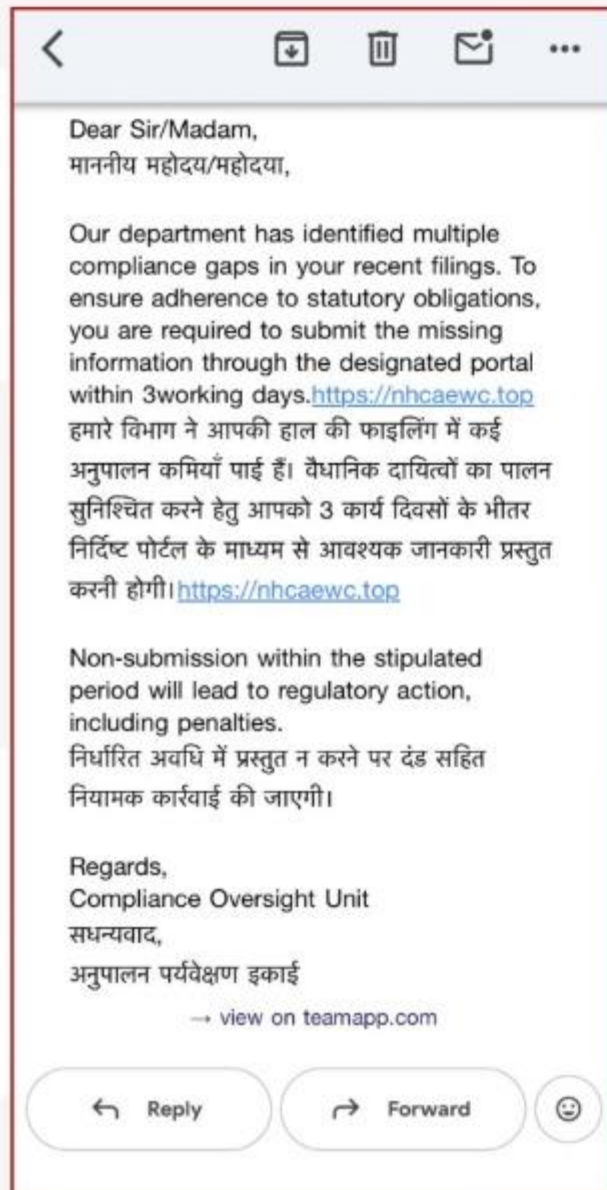 Dear Sir/Madam,
माननीय महोदय/महोदया,
Our department has identified multiple
compliance gaps in your recent filings. To
ensure adherence to statutory obligations,
you are required to submit the missing
information through the designated portal
within 3working days.https://nhcaewc.top
हमारे विभाग ने आपकी हाल की फाइलिंग में कई
अनुपालन कमियाँ पाई हैं। वैधानिक दायित्वों का पालन
सुनिश्चित करने हेतु आपको 3 कार्य दिवसों के भीतर
निर्दिष्ट पोर्टल के माध्यम से आवश्यक जानकारी प्रस्तुत
करनी होगी।https://nhcaewc.top
Non-submission within the stipulated
period will lead to regulatory action,
including penalties.
निर्धारित अवधि में प्रस्तुत न करने पर दंड सहित
नियामक कार्रवाई की जाएगी।
Regards,
Compliance Oversight Unit
सधन्यवाद,
अनुपालन पर्यवेक्षण इकाई
→ view on teamapp.com
Reply Forward